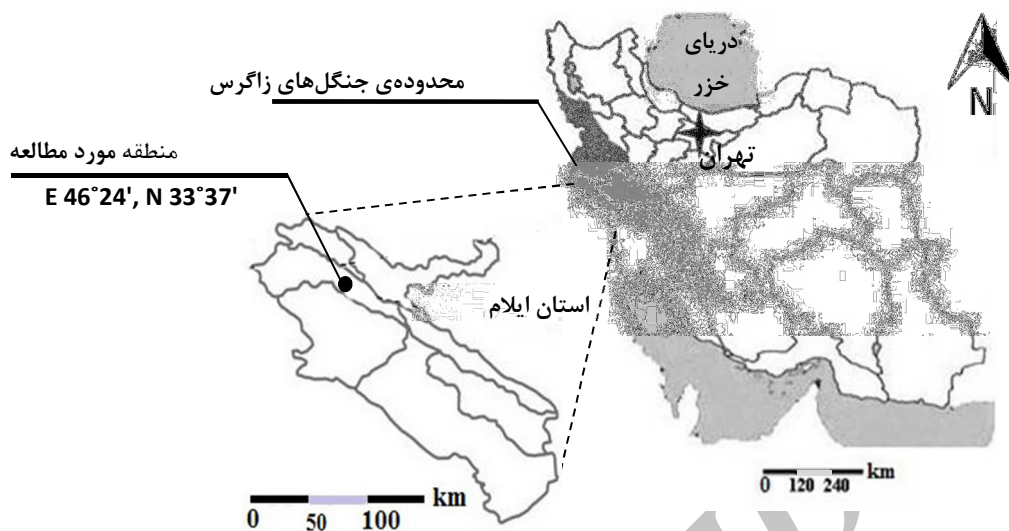 دریای
خزر
محدوده‌ی جنگل‌های زاگرس
تهران
N
منطقه مورد مطالعه
E 46˚24', N 33˚37'
استان ایلام
km
0 120 240
km
0 50 100